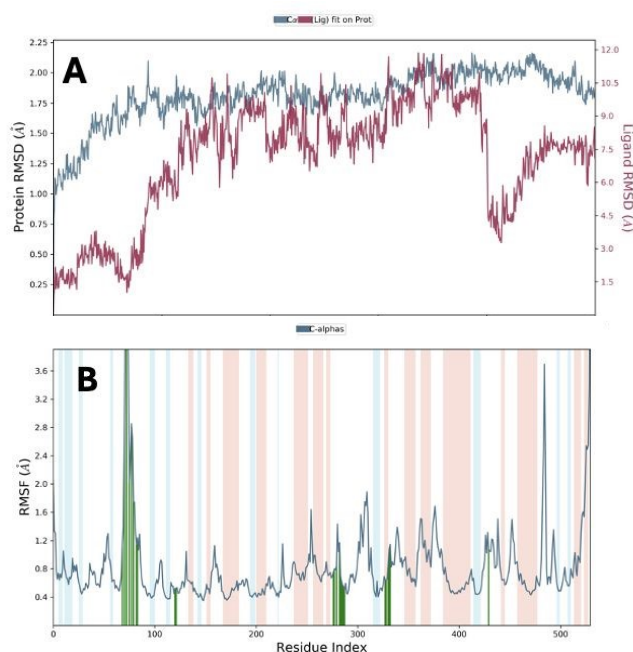 Cα (Lig) fit on Prot
A
Protein RMSD (Å)
2.25
2.00
1.75
1.50
1.25
1.00
0.75
0.50
0.25
12.0
10.5
9.0
7.5
6.0
4.5
3.0
1.5
Ligand RMSD (Å)
C-alphas
B
RMSF (Å)
3.6
3.2
2.8
2.4
2.0
1.6
1.2
0.8
0.4
0 100 200 300 400 500
Residue Index